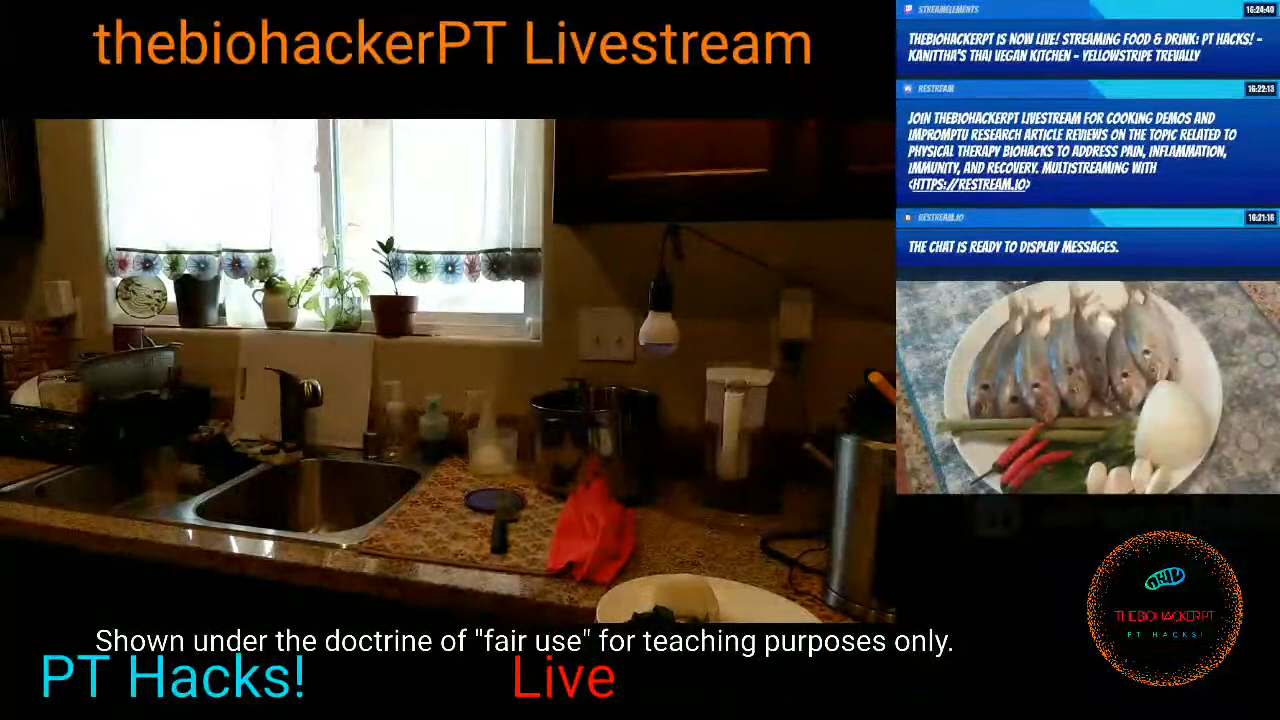 thebiohackerPT Livestream
STREAMELEMENTS
16:24:40
THEBIOHACKERPT IS NOW LIVE! STREAMING FOOD & DRINK: PT HACKS! -
KANITTHA'S THAI VEGAN KITCHEN - YELLOWSTRIPE TREVALLY
RESTREAM
16:22:13
JOIN THEBIOHACKERPT LIVESTREAM FOR COOKING DEMOS AND
IMPROMPTU RESEARCH ARTICLE REVIEWS ON THE TOPIC RELATED TO
PHYSICAL THERAPY BIOHACKS TO ADDRESS PAIN, INFLAMMATION,
IMMUNITY, AND RECOVERY. MULTISTREAMING WITH
<HTTPS://RESTREAM.IO>
RESTREAM.IO
16:21:16
THE CHAT IS READY TO DISPLAY MESSAGES.
THEBIOHACKERPT
PT HACKS!
Shown under the doctrine of "fair use" for teaching purposes only.
PT Hacks!
Live